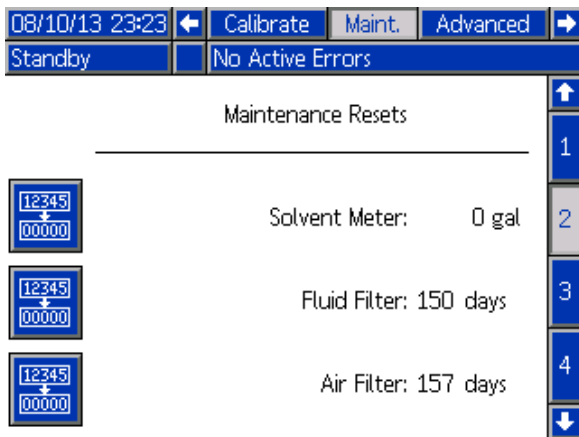 08/10/13 23:23 Calibrate Maint. Advanced
Standby No Active Errors
Maintenance Resets
1
12345
00000
Solvent Meter: 0 gal
2
12345
00000
Fluid Filter: 150 days
3
12345
00000
Air Filter: 157 days
4